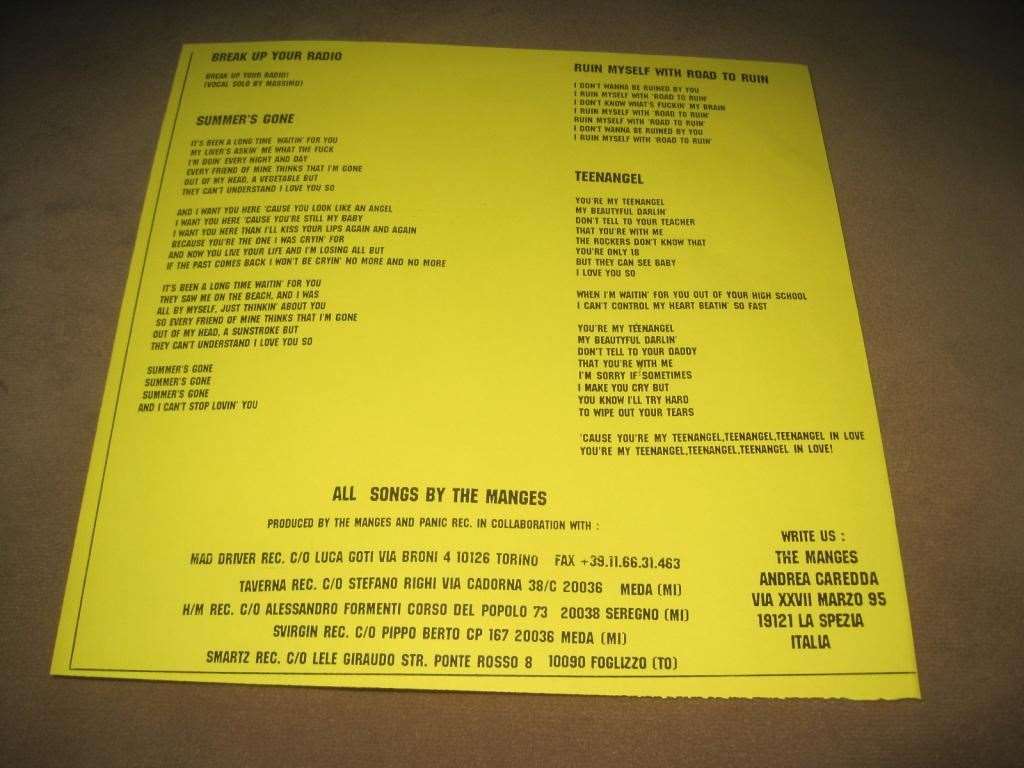 BREAK UP YOUR RADIO
BREAK UP YOUR RADIO!
(VOCAL SOLO BY MASSIMO)
SUMMER'S GONE
IT'S BEEN A LONG TIME WAITIN' FOR YOU
MY LIVER'S ASKIN' ME WHAT THE FUCK
I'M DOIN' EVERY NIGHT AND DAY
EVERY FRIEND OF MINE THINKS THAT I'M GONE
OUT OF MY HEAD, A VEGETABLE BUT
THEY CAN'T UNDERSTAND I LOVE YOU SO
AND I WANT YOU HERE 'CAUSE YOU LOOK LIKE AN ANGEL
I WANT YOU HERE 'CAUSE YOU'RE STILL MY BABY
I WANT YOU HERE THAN I'LL KISS YOUR LIPS AGAIN AND AGAIN
BECAUSE YOU'RE THE ONE I WAS CRYIN' FOR
AND NOW YOU LIVE YOUR LIFE AND I'M LOSING ALL BUT
IF THE PAST COMES BACK I WON'T BE CRYIN' NO MORE AND NO MORE
IT'S BEEN A LONG TIME WAITIN' FOR YOU
THEY SAW ME ON THE BEACH, AND I WAS
ALL BY MYSELF, JUST THINKIN' ABOUT YOU
SO EVERY FRIEND OF MINE THINKS THAT I'M GONE
OUT OF MY HEAD, A SUNSTROKE BUT
THEY CAN'T UNDERSTAND I LOVE YOU SO
SUMMER'S GONE
SUMMER'S GONE
SUMMER'S GONE
AND I CAN'T STOP LOVIN' YOU
RUIN MYSELF WITH ROAD TO RUIN
I DON'T WANNA BE RUINED BY YOU
I RUIN MYSELF WITH 'ROAD TO RUIN'
I DON'T KNOW WHAT'S FUCKIN' MY BRAIN
I RUIN MYSELF WITH 'ROAD TO RUIN'
RUIN MYSELF WITH 'ROAD TO RUIN'
I DON'T WANNA BE RUINED BY YOU
I RUIN MYSELF WITH 'ROAD TO RUIN'
TEENANGEL
YOU'RE MY TEENANGEL
MY BEAUTYFUL DARLIN'
DON'T TELL TO YOUR TEACHER
THAT YOU'RE WITH ME
THE ROCKERS DON'T KNOW THAT
YOU'RE ONLY 18
BUT THEY CAN SEE BABY
I LOVE YOU SO
WHEN I'M WAITIN' FOR YOU OUT OF YOUR HIGH SCHOOL
I CAN'T CONTROL MY HEART BEATIN' SO FAST
YOU'RE MY TEENANGEL
MY BEAUTYFUL DARLIN'
DON'T TELL TO YOUR DADDY
THAT YOU'RE WITH ME
I'M SORRY IF SOMETIMES
I MAKE YOU CRY BUT
YOU KNOW I'LL TRY HARD
TO WIPE OUT YOUR TEARS
'CAUSE YOU'RE MY TEENANGEL,TEENANGEL,TEENANGEL IN LOVE
YOU'RE MY TEENANGEL,TEENANGEL,TEENANGEL IN LOVE!
ALL SONGS BY THE MANGES
PRODUCED BY THE MANGES AND PANIC REC. IN COLLABORATION WITH :
MAD DRIVER REC. C/O LUCA GOTI VIA BRONI 4 10126 TORINO FAX +39.11.66.31.463
TAVERNA REC. C/O STEFANO RIGHI VIA CADORNA 38/C 20036 MEDA (MI)
H/M REC. C/O ALESSANDRO FORMENTI CORSO DEL POPOLO 73 20038 SEREGNO (MI)
SVIRGIN REC. C/O PIPPO BERTO CP 167 20036 MEDA (MI)
SMARTZ REC. C/O LELE GIRAUDO STR. PONTE ROSSO 8 10090 FOGLIZZO (TO)
WRITE US :
THE MANGES
ANDREA CAREDDA
VIA XXVII MARZO 95
19121 LA SPEZIA
ITALIA